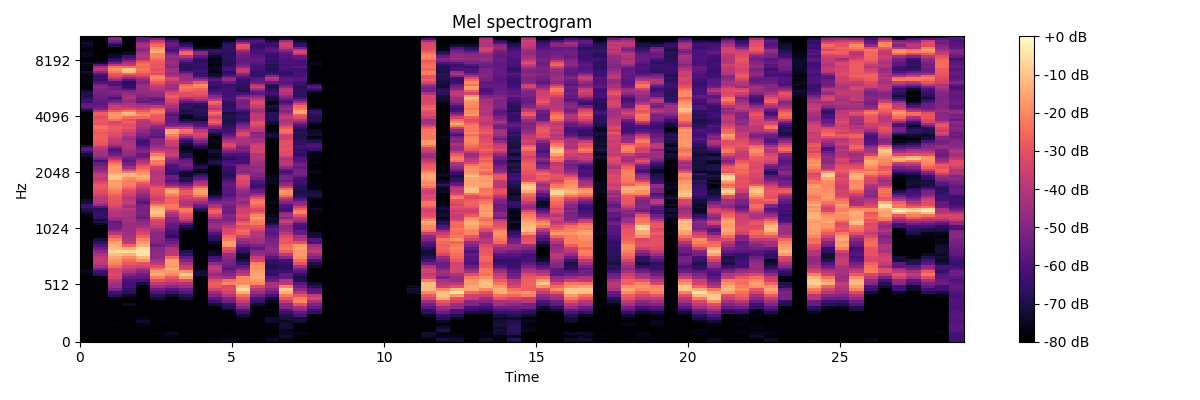 Mel spectrogram
8192
4096
2048
1024
512
0
Hz
0 5 10 15 20 25
Time
+0 dB
-10 dB
-20 dB
-30 dB
-40 dB
-50 dB
-60 dB
-70 dB
-80 dB